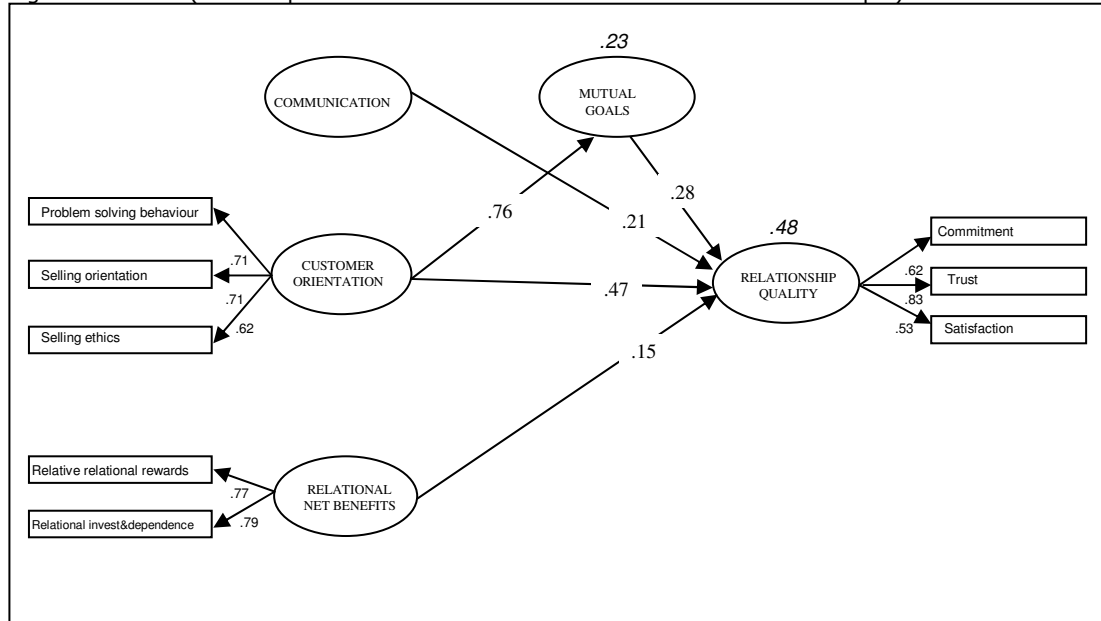 .23
COMMUNICATION
MUTUAL
GOALS
.28
.76
.21
.48
Problem solving behaviour
Commitment
.71
CUSTOMER
ORIENTATION
Selling orientation
RELATIONSHIP
QUALITY
.62
Trust
.71
.47
.83
.62
.53
Satisfaction
Selling ethics
.15
Relative relational rewards
.77
RELATIONAL
NET BENEFITS
Relational invest&dependence
.79